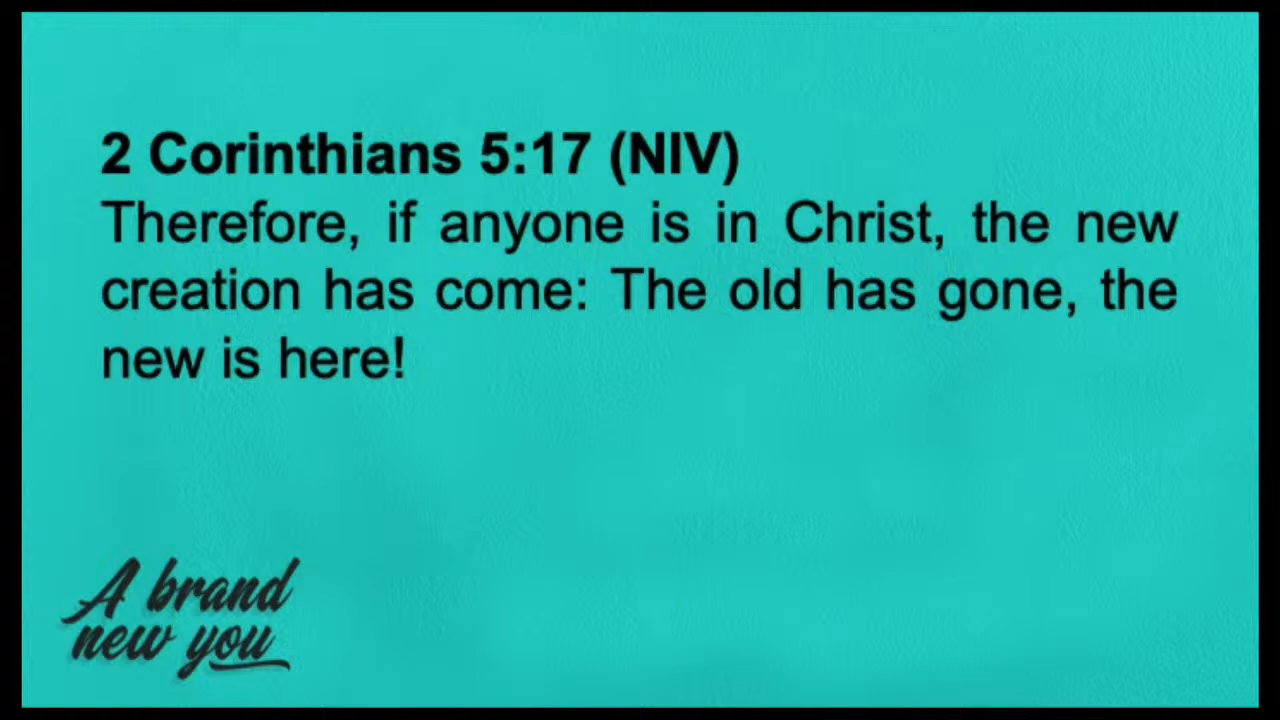 2 Corinthians 5:17 (NIV)
Therefore, if anyone is in Christ, the new
creation has come: The old has gone, the
new is here!
A brand
new you